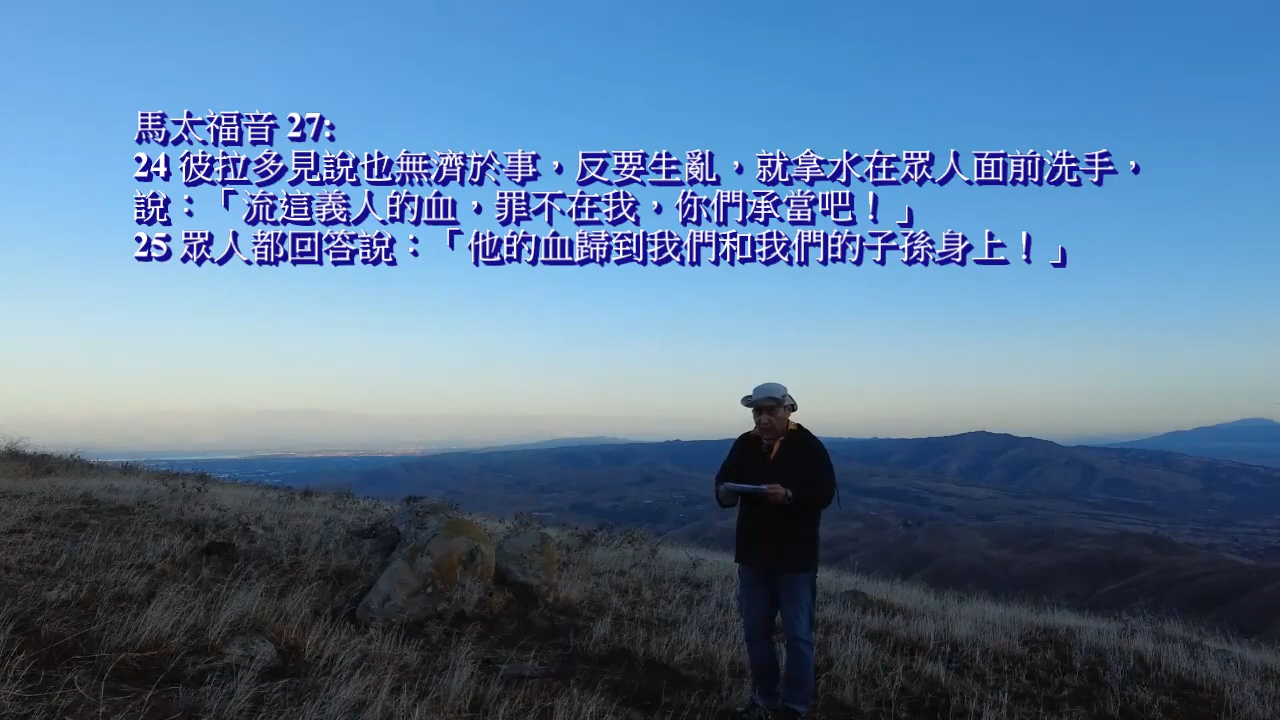 馬太福音 27:
24 彼拉多見說也無濟於事，反要生亂，就拿水在眾人面前洗手，
說：「流這義人的血，罪不在我，你們承當吧！」
25 眾人都回答說：「他的血歸到我們和我們的子孫身上！」